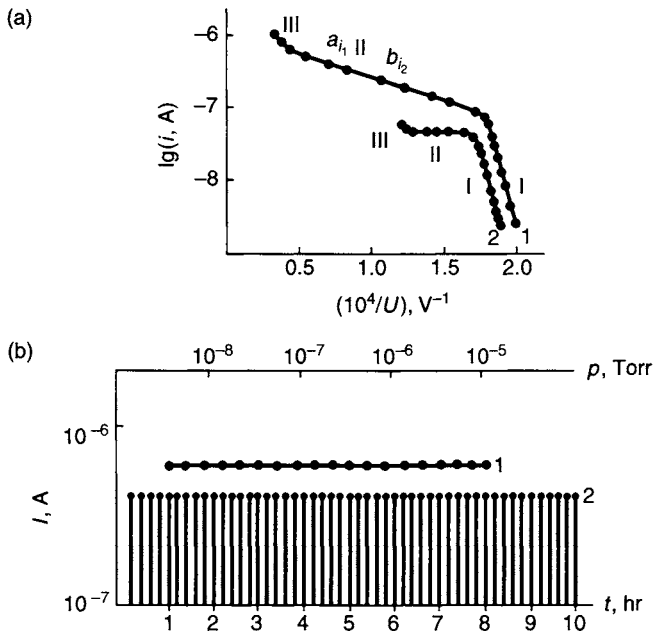 (a)
III
a_{i_1} II
b_{i_2}
lg(i, A)
−6
−7
−8
III
II
I
I
2
1
0.5 1.0 1.5 2.0
(10^4/U), V^{−1}
(b)
10^{−8} 10^{−7} 10^{−6} 10^{−5}
p, Torr
10^{−6}
1
I, A
2
10^{−7}
t, hr
1 2 3 4 5 6 7 8 9 10